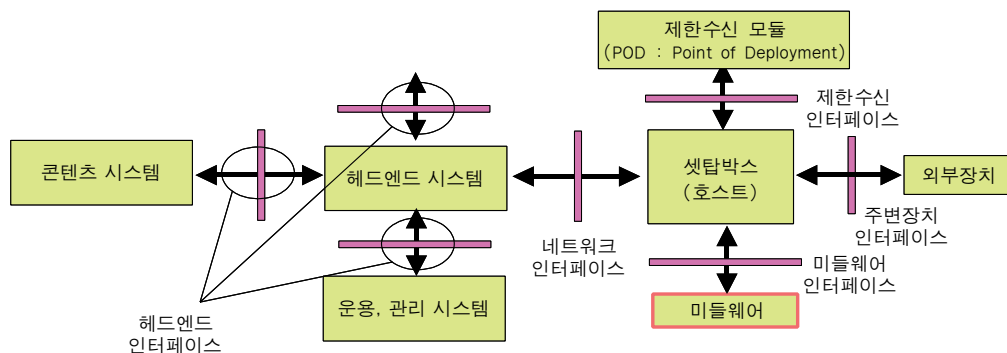 제한수신 모듈
(POD : Point of Deployment)
제한수신
인터페이스
콘텐츠 시스템
헤드엔드 시스템
셋탑박스
(호스트)
외부장치
주변장치
인터페이스
네트워크
인터페이스
미들웨어
인터페이스
운용, 관리 시스템
미들웨어
헤드엔드
인터페이스